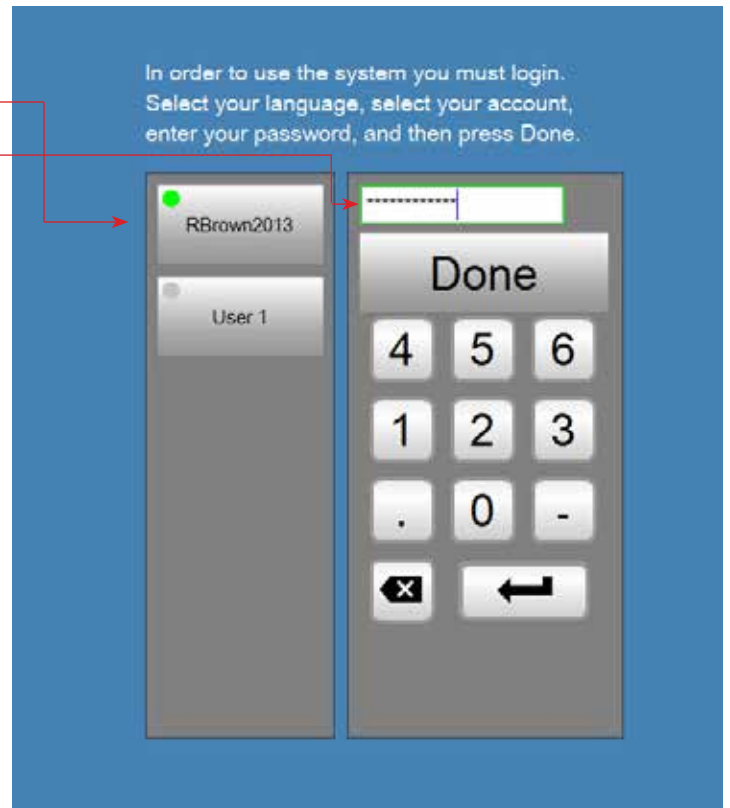 In order to use the system you must login.
Select your language, select your account,
enter your password, and then press Done.
RBrown2013
User 1
Done
4 5 6
1 2 3
. 0 -